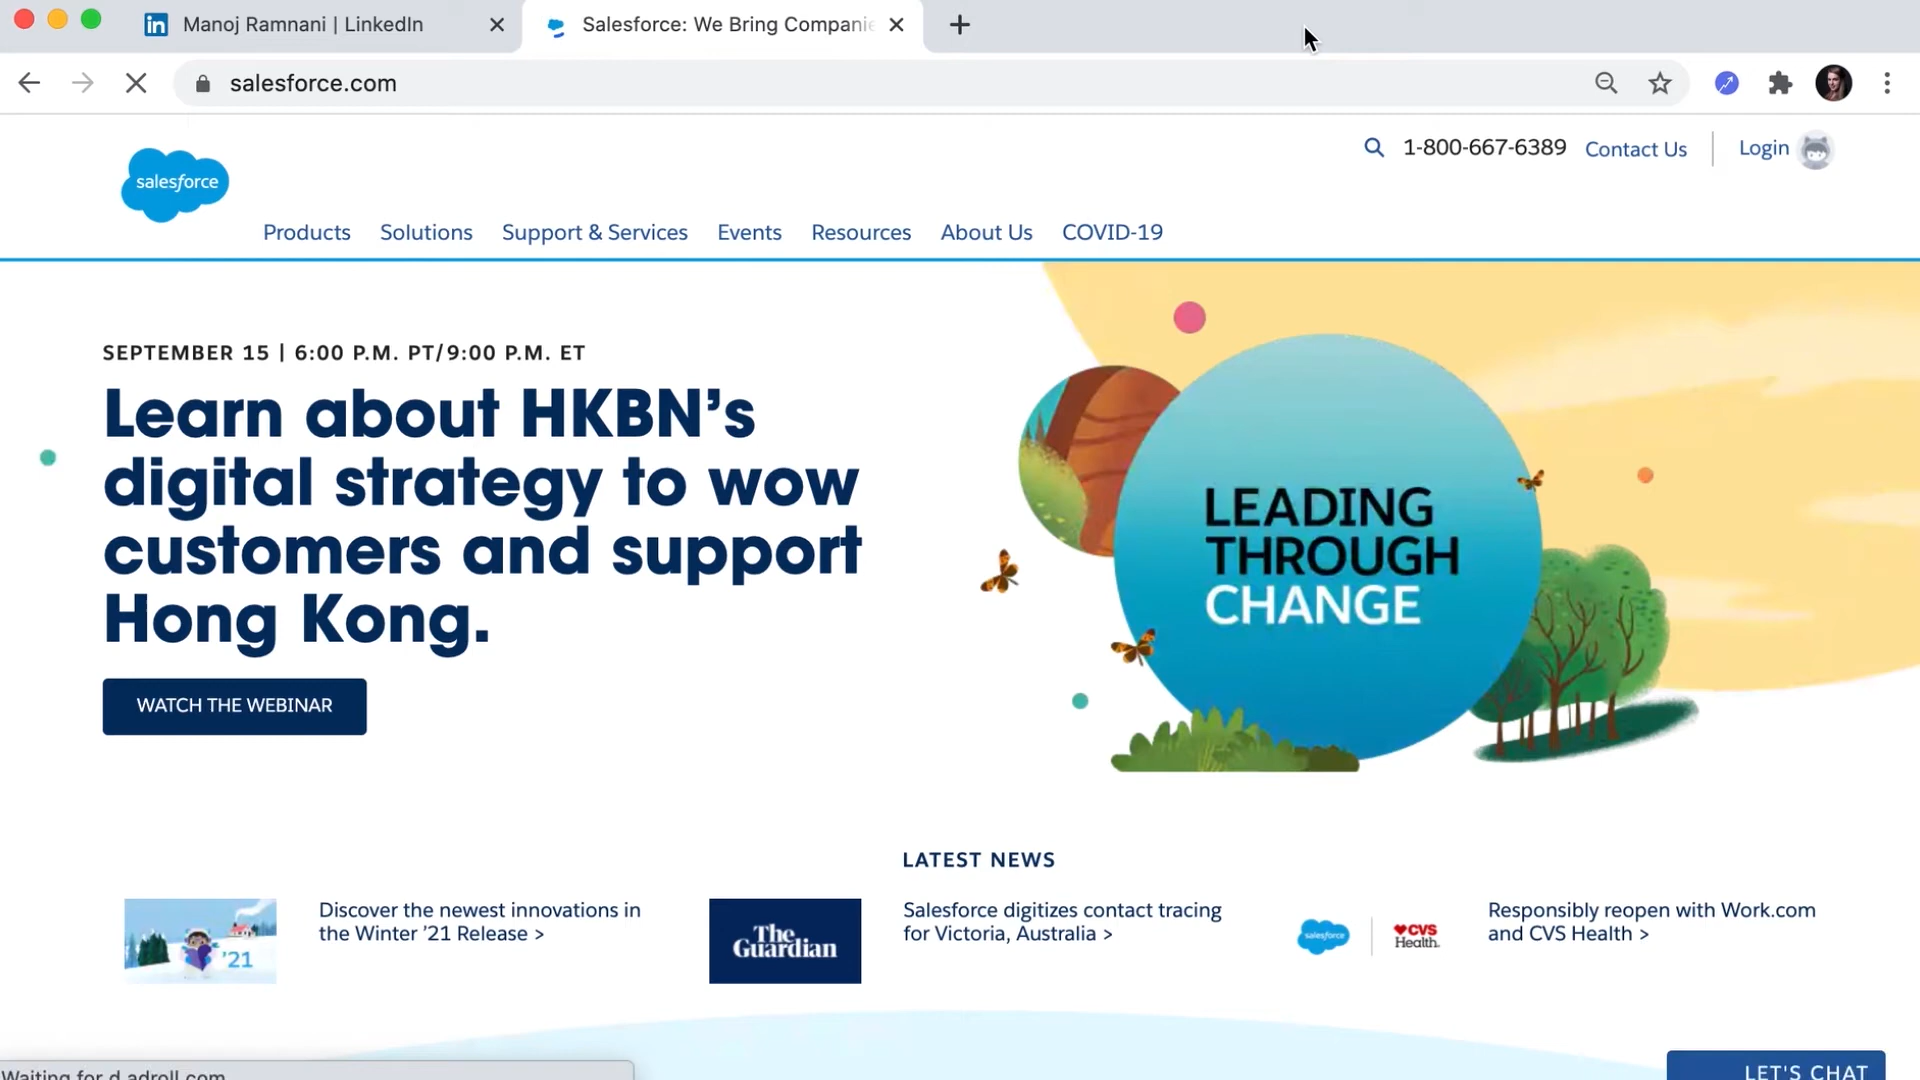 Manoj Ramnani | LinkedIn
Salesforce: We Bring Companie
salesforce.com
1-800-667-6389
Contact Us
Login
salesforce
Products
Solutions
Support & Services
Events
Resources
About Us
COVID-19
SEPTEMBER 15 | 6:00 P.M. PT/9:00 P.M. ET
Learn about HKBN’s
digital strategy to wow
customers and support
Hong Kong.
WATCH THE WEBINAR
LEADING
THROUGH
CHANGE
LATEST NEWS
’21
Discover the newest innovations in
the Winter ’21 Release >
The
Guardian
Salesforce digitizes contact tracing
for Victoria, Australia >
salesforce
CVS
Health.
Responsibly reopen with Work.com
and CVS Health >
Waiting for d.adroll.com
LET'S CHAT